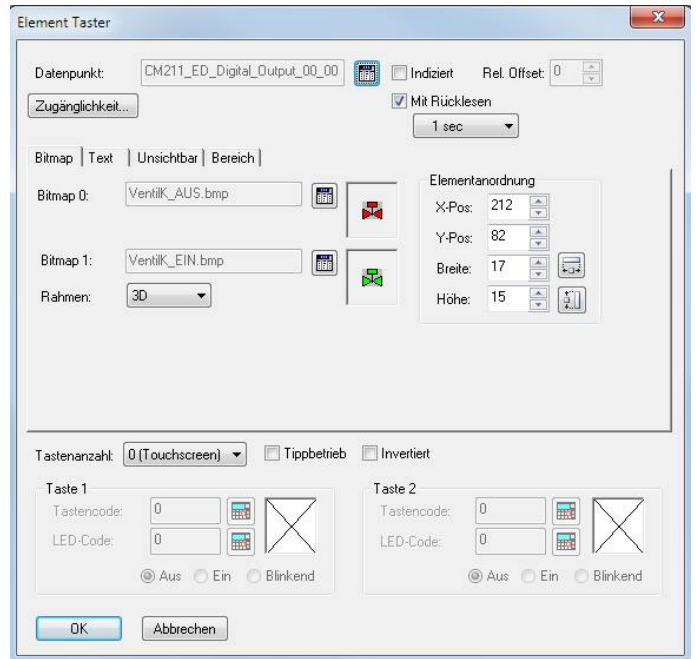 Element Taster
Datenpunkt: CM211_ED_Digital_Output_00_00 Indiziert Rel. Offset: 0
Zugänglichkeit... Mit Rücklesen
1 sec
Bitmap Text Unsichtbar Bereich
Elementanordnung
Bitmap 0: VentilK_AUS.bmp X-Pos: 212
Y-Pos: 82
Bitmap 1: VentilK_EIN.bmp Breite: 17
Rahmen: 3D Höhe: 15
Tastenanzahl: 0 (Touchscreen) Tippbetrieb Invertiert
Taste 1 Taste 2
Tastencode: 0 Tastencode: 0
LED-Code: 0 LED-Code: 0
Aus Ein Blinkend Aus Ein Blinkend
OK Abbrechen